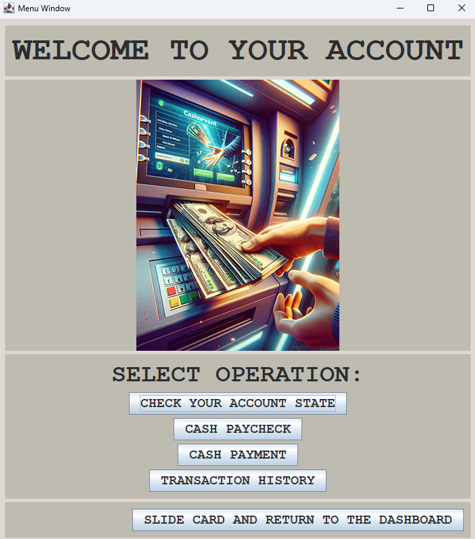 Menu Window
WELCOME TO YOUR ACCOUNT
SELECT OPERATION:
CHECK YOUR ACCOUNT STATE
CASH PAYCHECK
CASH PAYMENT
TRANSACTION HISTORY
SLIDE CARD AND RETURN TO THE DASHBOARD